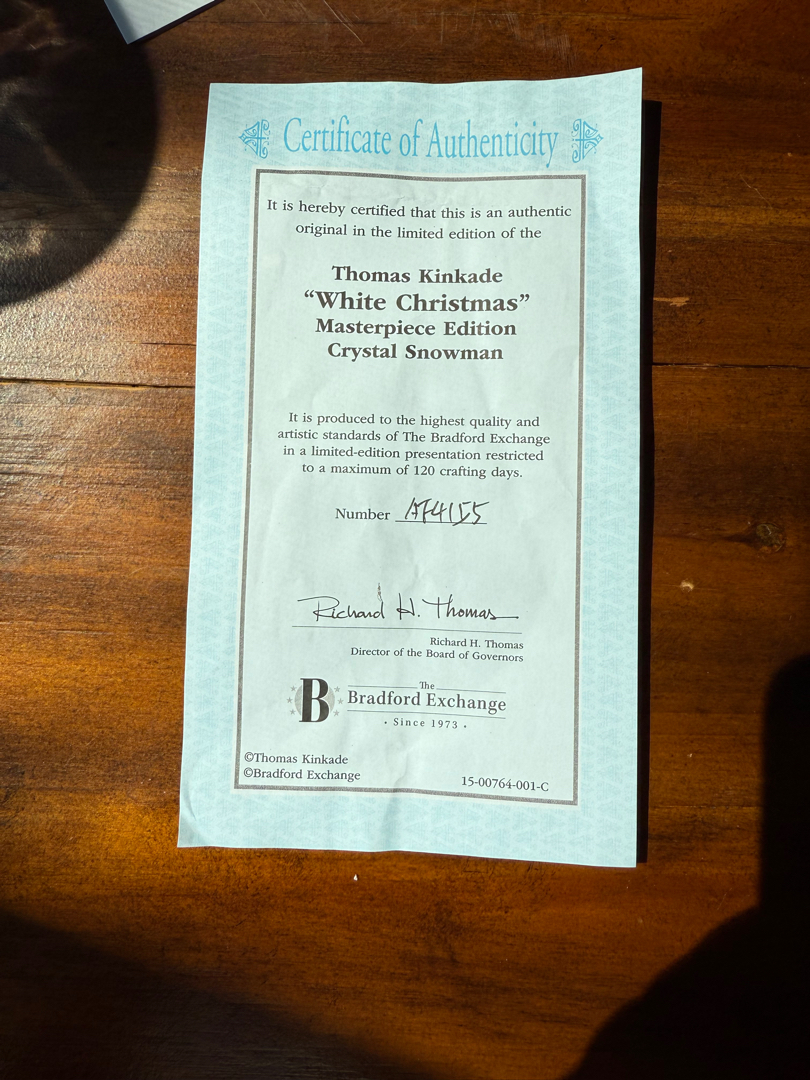 Certificate of Authenticity
It is hereby certified that this is an authentic
original in the limited edition of the
Thomas Kinkade
“White Christmas”
Masterpiece Edition
Crystal Snowman
It is produced to the highest quality and
artistic standards of The Bradford Exchange
in a limited-edition presentation restricted
to a maximum of 120 crafting days.
Number AF4155
Richard H. Thomas
Richard H. Thomas
Director of the Board of Governors
B
The
Bradford Exchange
· Since 1973 ·
©Thomas Kinkade
©Bradford Exchange
15-00764-001-C